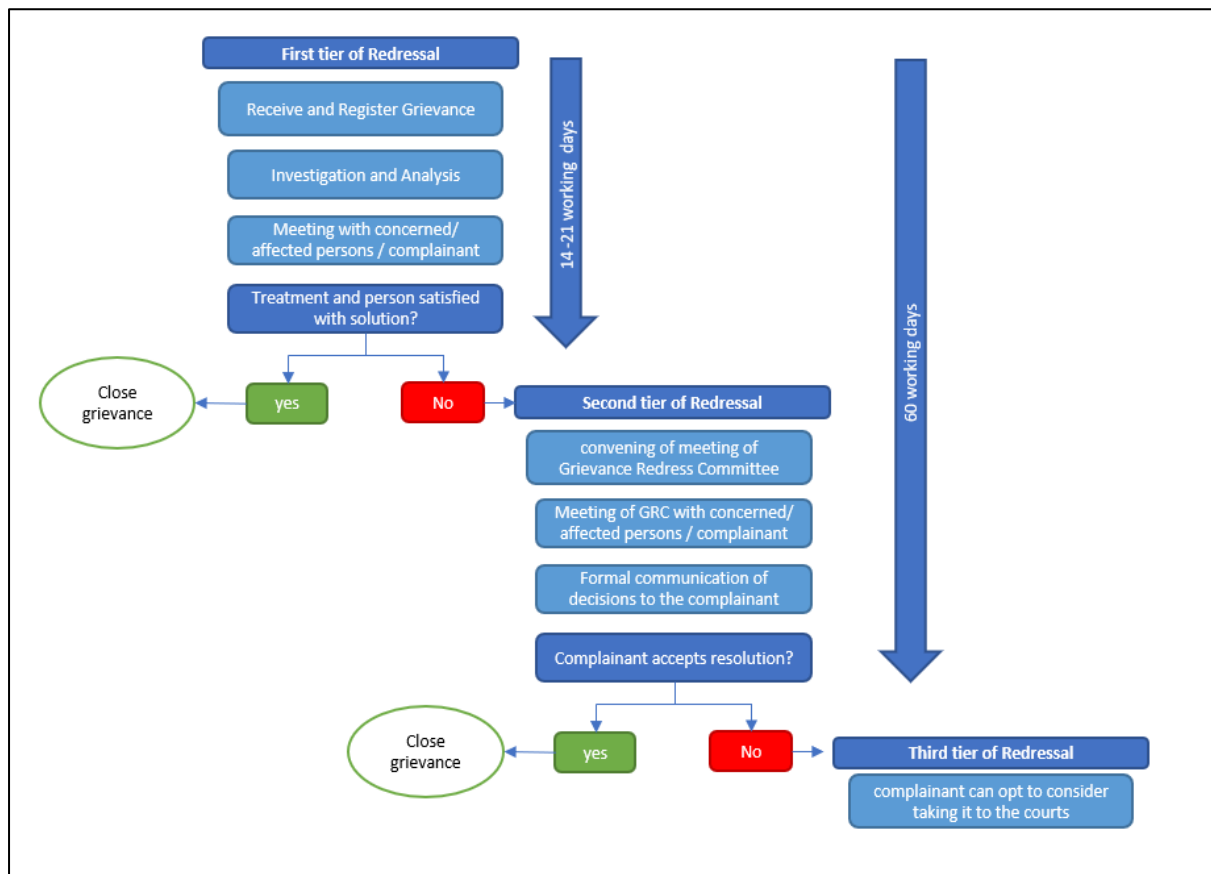 First tier of Redressal
Receive and Register Grievance
Investigation and Analysis
Meeting with concerned/
affected persons / complainant
Treatment and person satisfied
with solution?
14 -21 working days
60 working days
Close
grievance
yes
No
Second tier of Redressal
convening of meeting of
Grievance Redress Committee
Meeting of GRC with concerned/
affected persons / complainant
Formal communication of
decisions to the complainant
Complainant accepts resolution?
Close
grievance
yes
No
Third tier of Redressal
complainant can opt to consider
taking it to the courts